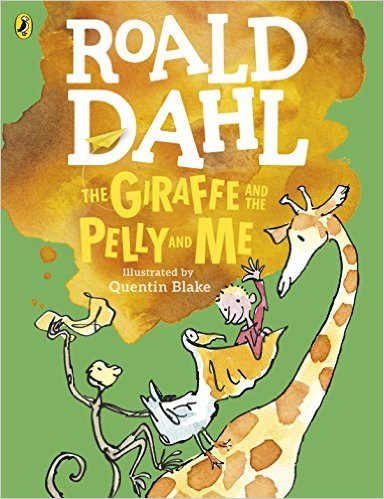 ROALD
DAHL
THE GIRAFFE AND THE
PELLY AND ME
Illustrated by
Quentin Blake